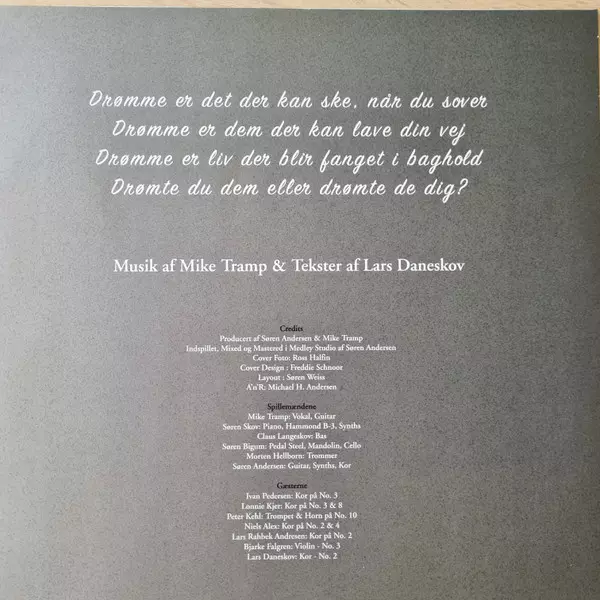 Drømme er det der kan ske, når du sover
Drømme er dem der kan lave din vej
Drømme er liv der blir fanget i baghold
Drømte du dem eller drømte de dig?
Musik af Mike Tramp & Tekster af Lars Daneskov
Credits
Producert af Søren Andersen & Mike Tramp
Indspillet, Mixed og Mastered i Medley Studio af Søren Andersen
Cover Foto: Ross Halfin
Cover Design : Freddie Schnoor
Layout : Søren Weiss
A'n'R: Michael H. Andersen
Spillemændene
Mike Tramp: Vokal, Guitar
Søren Skov: Piano, Hammond B-3, Synths
Claus Langeskov: Bas
Søren Bigum: Pedal Steel, Mandolin, Cello
Morten Hellborn: Trommer
Søren Andersen: Guitar, Synths, Kor
Gæsterne
Ivan Pedersen: Kor på No. 3
Lonnie Kjer: Kor på No. 3 & 8
Peter Kehl: Trompet & Horn på No. 10
Niels Alex: Kor på No. 2 & 4
Lars Rahbek Andresen: Kor på No. 2
Bjarke Falgren: Violin - No. 3
Lars Daneskov: Kor - No. 2